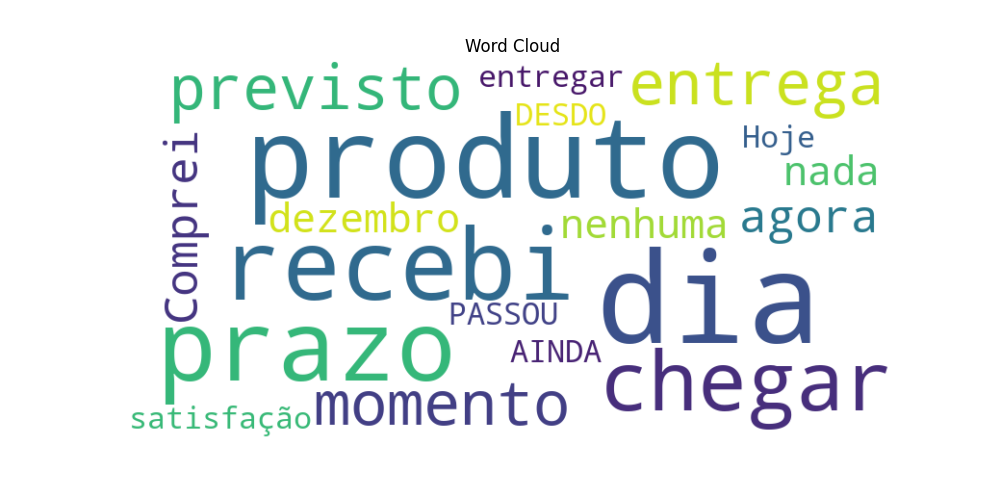 Word Cloud
previsto
entregar
entrega
DESDO
produto
Hoje
Comprei
nada
dezembro
nenhuma
agora
recebi
dia
PASSOU
prazo
AINDA
chegar
momento
satisfação